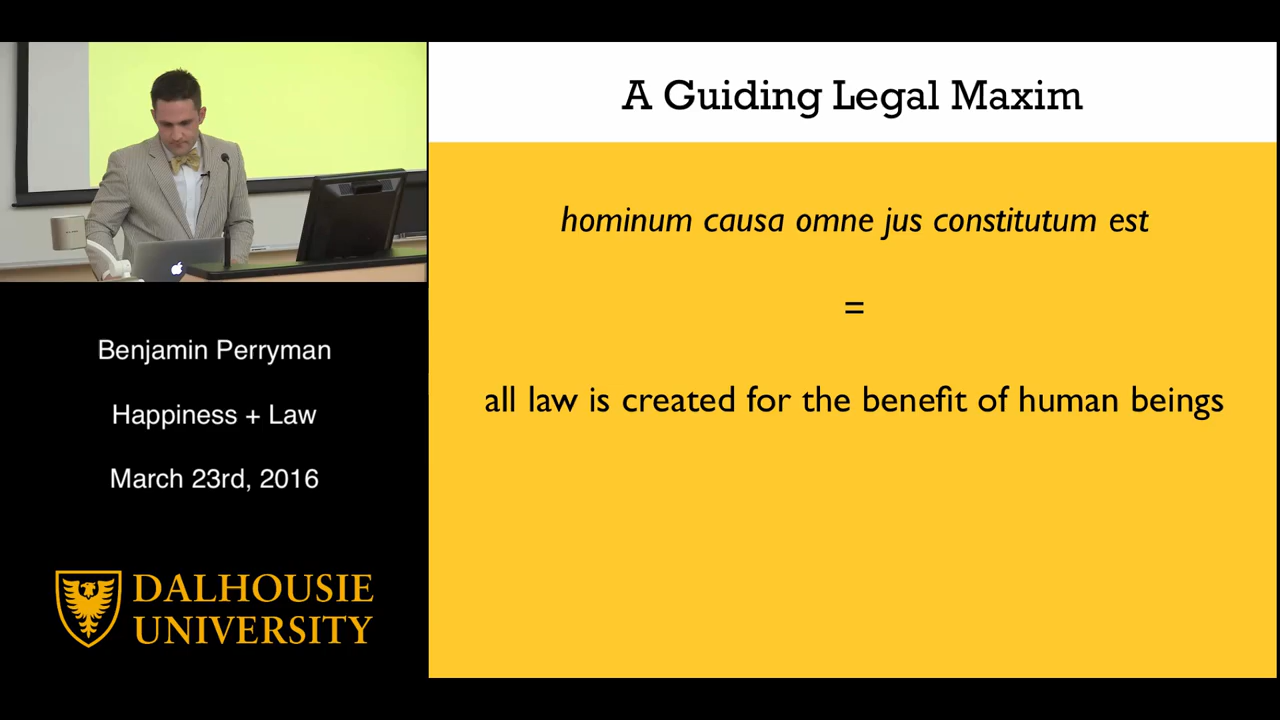 A Guiding Legal Maxim
hominum causa omne jus constitutum est
=
all law is created for the benefit of human beings
Benjamin Perryman
Happiness + Law
March 23rd, 2016
DALHOUSIE
UNIVERSITY